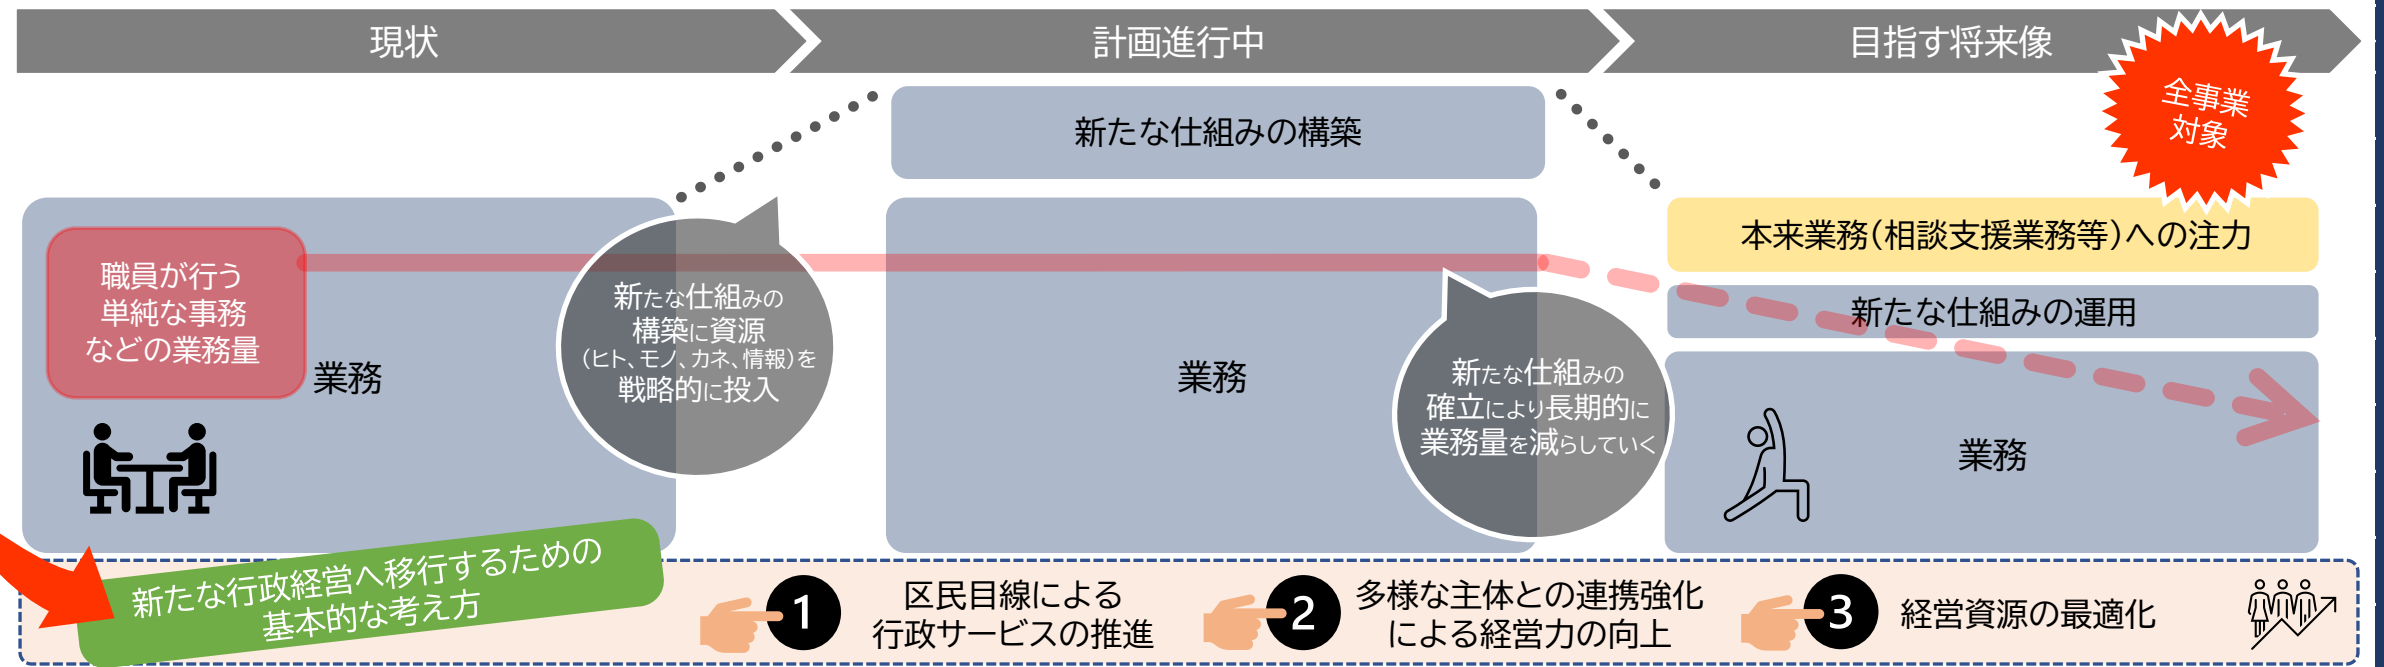 現状
計画進行中
目指す将来像
全事業
対象
新たな仕組みの構築
職員が行う
単純な事務
などの業務量
業務
新たな仕組みの
構築に資源
（ヒト、モノ、カネ、情報）を
戦略的に投入
業務
新たな仕組みの
確立により長期的に
業務量を減らしていく
本来業務（相談支援業務等）への注力
新たな仕組みの運用
業務
新たな行政経営へ移行するための
基本的な考え方
1
区民目線による
行政サービスの推進
2
多様な主体との連携強化
による経営力の向上
3
経営資源の最適化